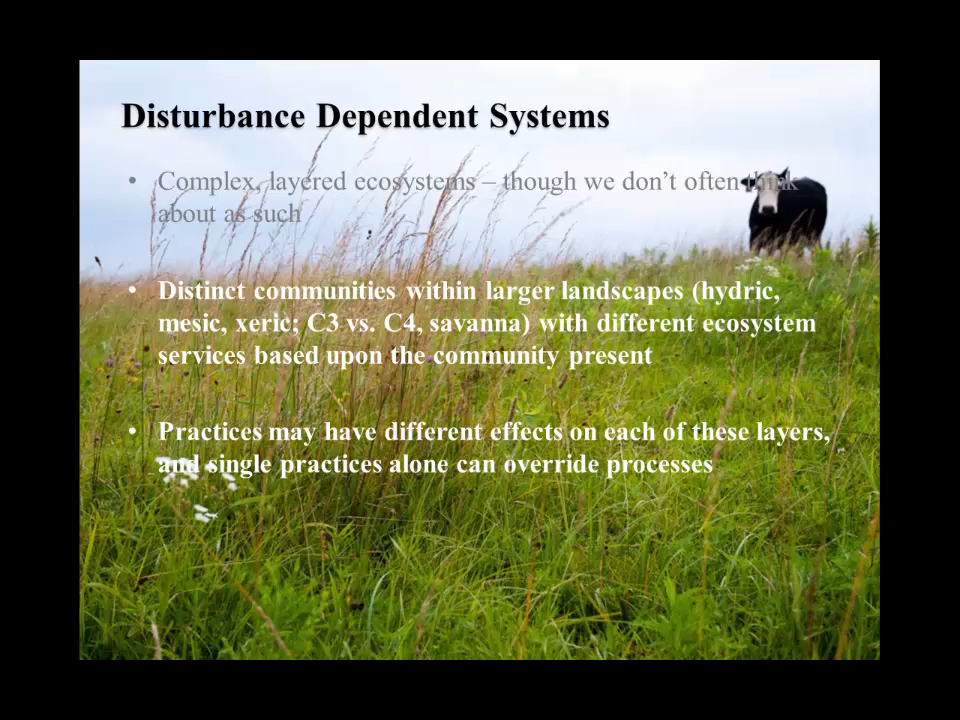 Disturbance Dependent Systems
• Complex, layered ecosystems – though we don't often think
about as such
• Distinct communities within larger landscapes (hydric,
mesic, xeric; C3 vs. C4, savanna) with different ecosystem
services based upon the community present
• Practices may have different effects on each of these layers,
and single practices alone can override processes